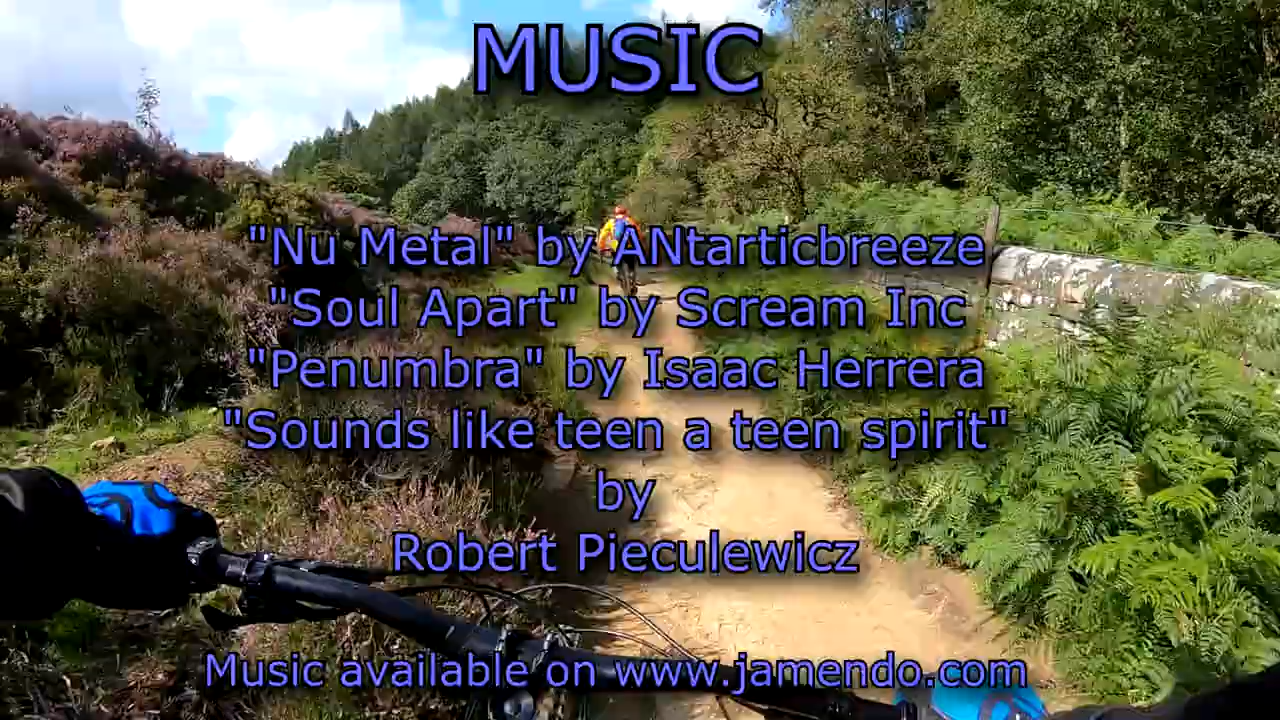 MUSIC
"Nu Metal" by ANtarticbreeze
"Soul Apart" by Scream Inc
"Penumbra" by Isaac Herrera
"Sounds like teen a teen spirit"
by
Robert Pieculewicz
Music available on www.jamendo.com